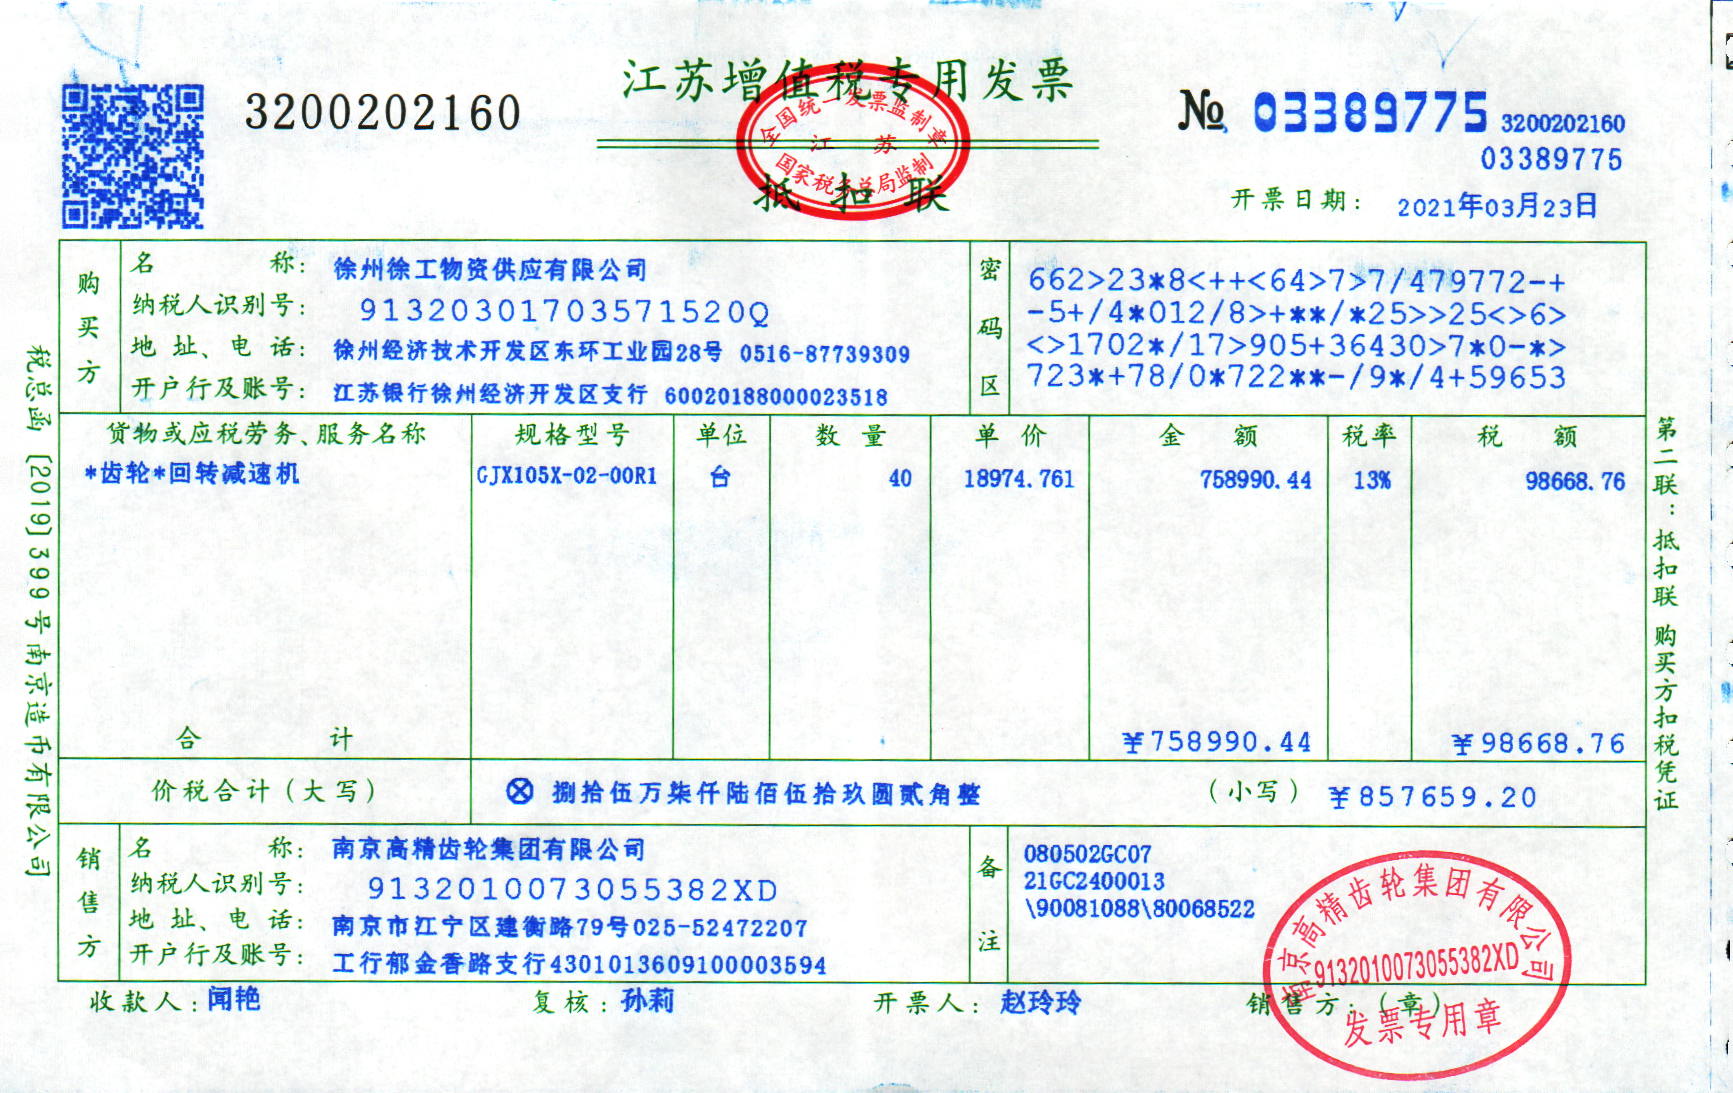 江苏增值税专用发票
3200202160
№ 03389775
3200202160
03389775
全国统一发票监制章
江 苏
国家税务总局监制
抵 扣 联
开票日期: 2021年03月23日
购买方
名 称: 徐州徐工物资供应有限公司
纳税人识别号: 91320301703571520Q
地 址、电 话: 徐州经济技术开发区东环工业园28号 0516-87739309
开户行及账号: 江苏银行徐州经济开发区支行 60020188000023518
密码区
662>23*8<++<64>7>7/479772-+
-5+/4*012/8>+**/*25>>25<>6>
<>1702*/17>905+36430>7*0-*>
723*+78/0*722**-/9*/4+59653
货物或应税劳务、服务名称 规格型号 单位 数 量 单 价 金 额 税率 税 额
*齿轮*回转减速机 GJX105X-02-00R1 台 40 18974.761 758990.44 13% 98668.76
合 计 ¥758990.44 ¥98668.76
价税合计(大写) ⊗ 捌拾伍万柒仟陆佰伍拾玖圆贰角整 (小写) ¥857659.20
销售方
名 称: 南京高精齿轮集团有限公司
纳税人识别号: 9132010073055382XD
地 址、电 话: 南京市江宁区建衡路79号025-52472207
开户行及账号: 工行郁金香路支行4301013609100003594
备注
080502GC07
21GC2400013
\90081088\80068522
收款人: 闻艳 复核: 孙莉 开票人: 赵玲玲 销售方: (章)
南京高精齿轮集团有限公司
9132010073055382XD
发票专用章
税总函[2019]399号南京造币有限公司
第二联:抵扣联 购买方扣税凭证